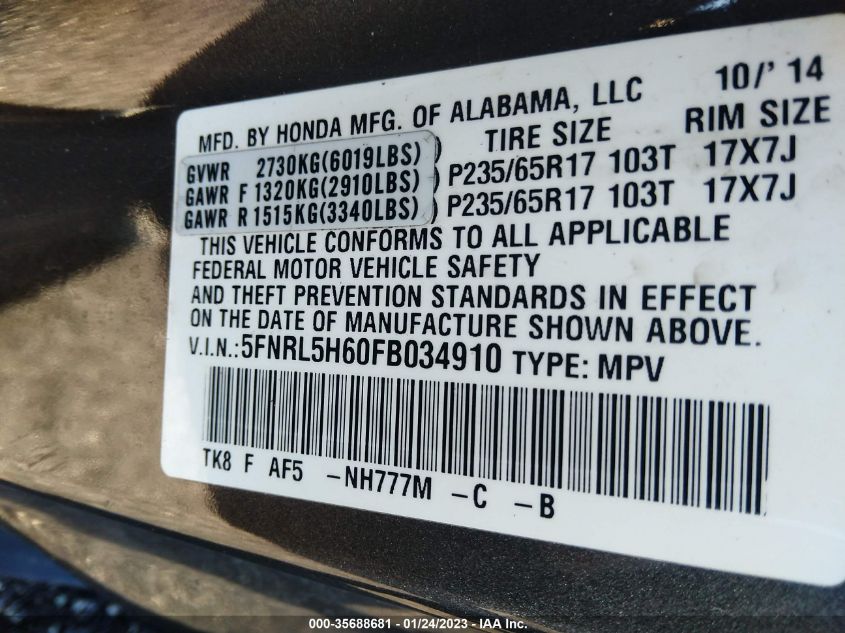 10/'14
MFD. BY HONDA MFG. OF ALABAMA, LLC
TIRE SIZE RIM SIZE
GVWR 2730KG(6019LBS)
GAWR F 1320KG(2910LBS) P235/65R17 103T 17X7J
GAWR R 1515KG(3340LBS) P235/65R17 103T 17X7J
THIS VEHICLE CONFORMS TO ALL APPLICABLE
FEDERAL MOTOR VEHICLE SAFETY
AND THEFT PREVENTION STANDARDS IN EFFECT
ON THE DATE OF MANUFACTURE SHOWN ABOVE.
V.I.N.:5FNRL5H60FB034910 TYPE: MPV
TK8 F AF5 -NH777M -C -B
000-35688681 - 01/24/2023 - IAA Inc.